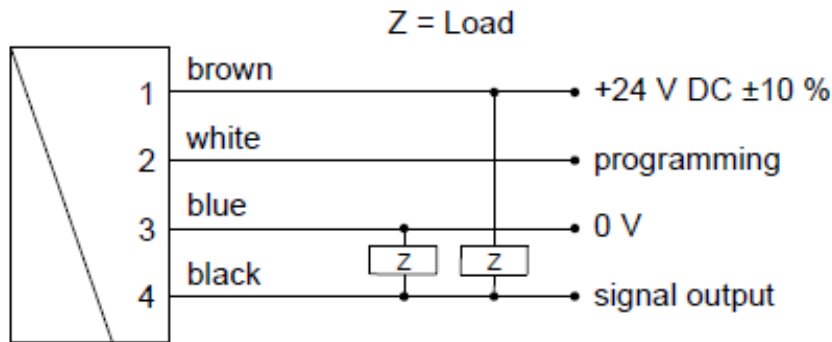 Z = Load
brown
1
+24 V DC ±10 %
white
2
programming
blue
3
0 V
Z
Z
black
4
signal output